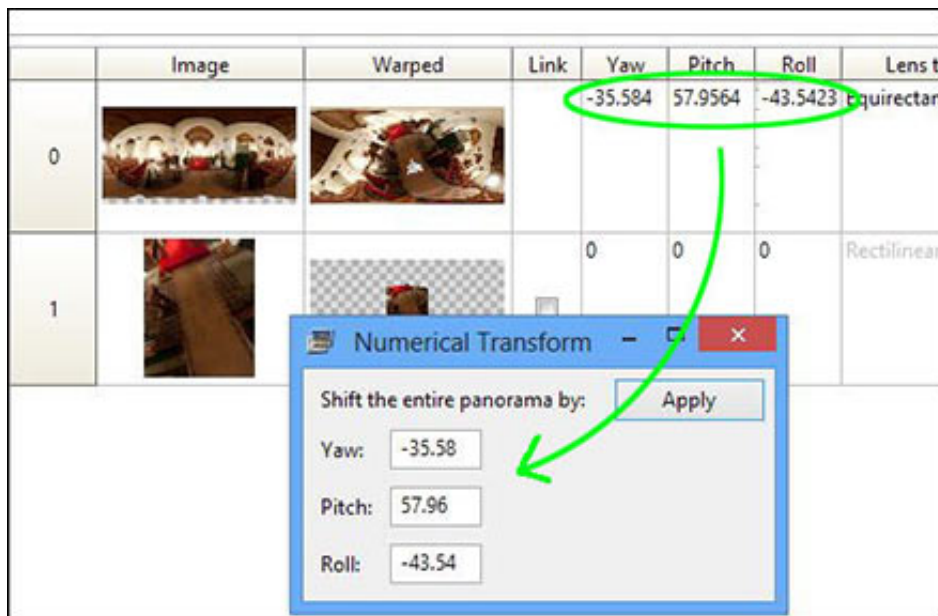 Image Warped Link Yaw Pitch Roll Lens t
0 -35.584 57.9564 -43.5423 Equirectan
1 0 0 0 Rectilinear
Numerical Transform
Shift the entire panorama by: Apply
Yaw: -35.58
Pitch: 57.96
Roll: -43.54